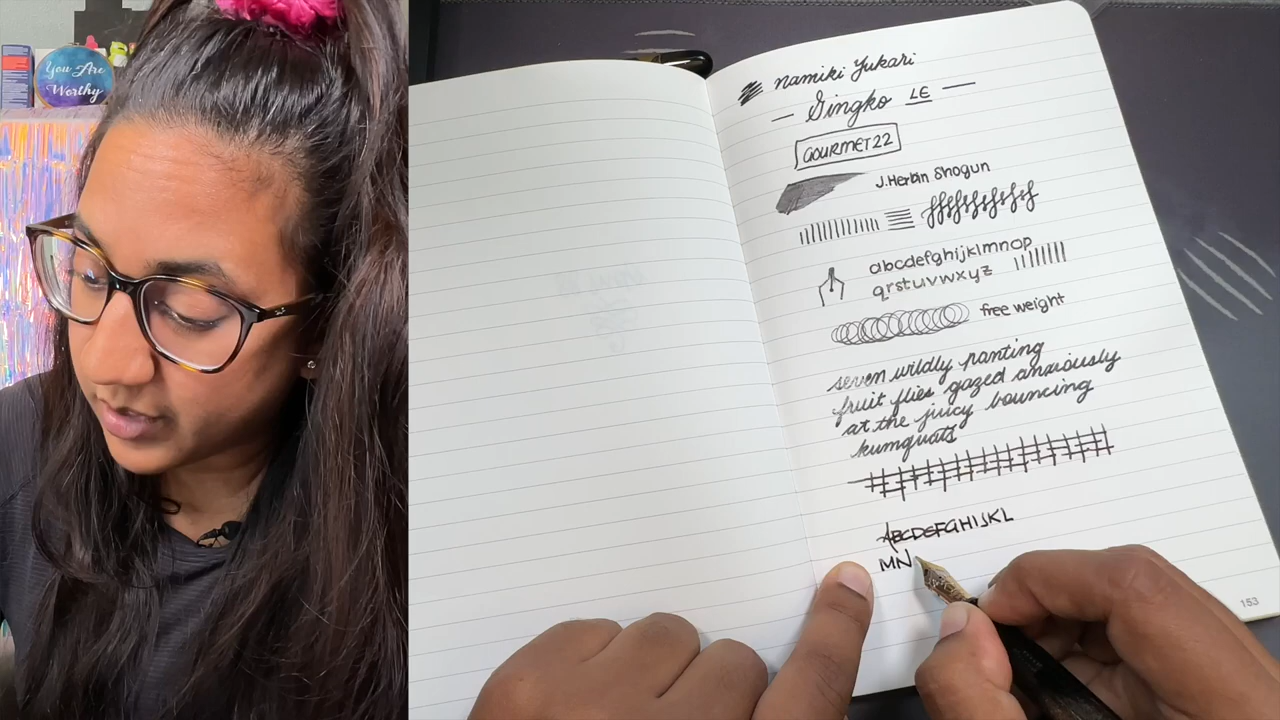 You Are
Worthy
Namiki Yukari
— Gingko LE —
GOURMET22
J. Herbin Shogun
abcdefghijklmnop
qrstuvwxyz
free weight
seven wildly panting
fruit flies gazed anxiously
at the juicy bouncing
kumquats
ABCDEFGHIJKL
MN
153